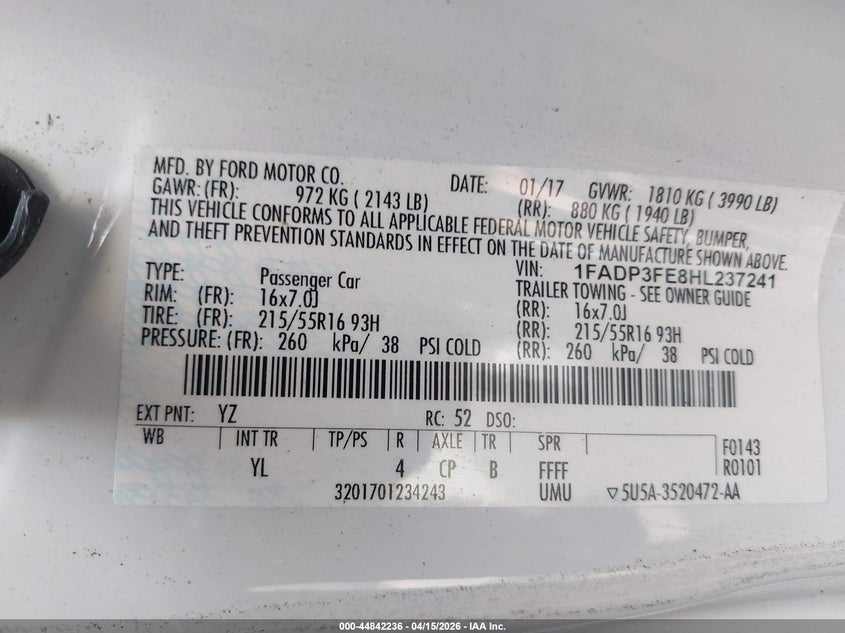 MFD. BY FORD MOTOR CO. DATE: 01/17 GVWR: 1810 KG ( 3990 LB)
GAWR: (FR): 972 KG ( 2143 LB) (RR): 880 KG ( 1940 LB)
THIS VEHICLE CONFORMS TO ALL APPLICABLE FEDERAL MOTOR VEHICLE SAFETY, BUMPER,
AND THEFT PREVENTION STANDARDS IN EFFECT ON THE DATE OF MANUFACTURE SHOWN ABOVE.
VIN: 1FADP3FE8HL237241
TYPE: Passenger Car TRAILER TOWING - SEE OWNER GUIDE
RIM: (FR): 16x7.0J (RR): 16x7.0J
TIRE: (FR): 215/55R16 93H (RR): 215/55R16 93H
PRESSURE: (FR): 260 kPa/ 38 PSI COLD (RR): 260 kPa/ 38 PSI COLD
EXT PNT: YZ RC: 52 DSO:
WB INT TR TP/PS R AXLE TR SPR F0143
YL 4 CP B FFFF R0101
3201701234243 UMU ▽5U5A-3520472-AA
000-44842236 - 04/15/2026 - IAA Inc.